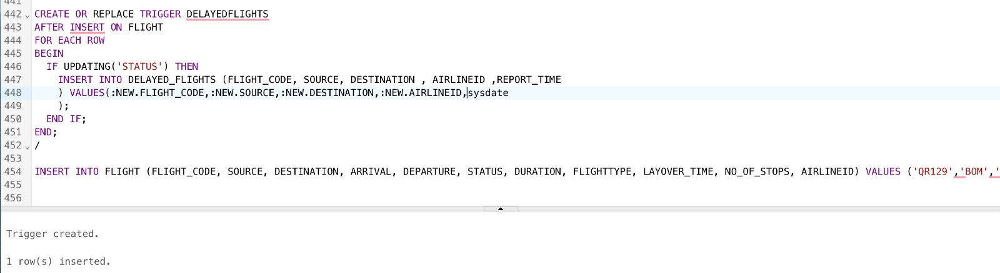 441
442 CREATE OR REPLACE TRIGGER DELAYEDFLIGHTS
443 AFTER INSERT ON FLIGHT
444 FOR EACH ROW
445 BEGIN
446 IF UPDATING('STATUS') THEN
447 INSERT INTO DELAYED_FLIGHTS (FLIGHT_CODE, SOURCE, DESTINATION , AIRLINEID ,REPORT_TIME
448 ) VALUES(:NEW.FLIGHT_CODE,:NEW.SOURCE,:NEW.DESTINATION,:NEW.AIRLINEID,sysdate
449 );
450 END IF;
451 END;
452 /
453
454 INSERT INTO FLIGHT (FLIGHT_CODE, SOURCE, DESTINATION, ARRIVAL, DEPARTURE, STATUS, DURATION, FLIGHTTYPE, LAYOVER_TIME, NO_OF_STOPS, AIRLINEID) VALUES ('QR129','BOM','
455
456
Trigger created.
1 row(s) inserted.